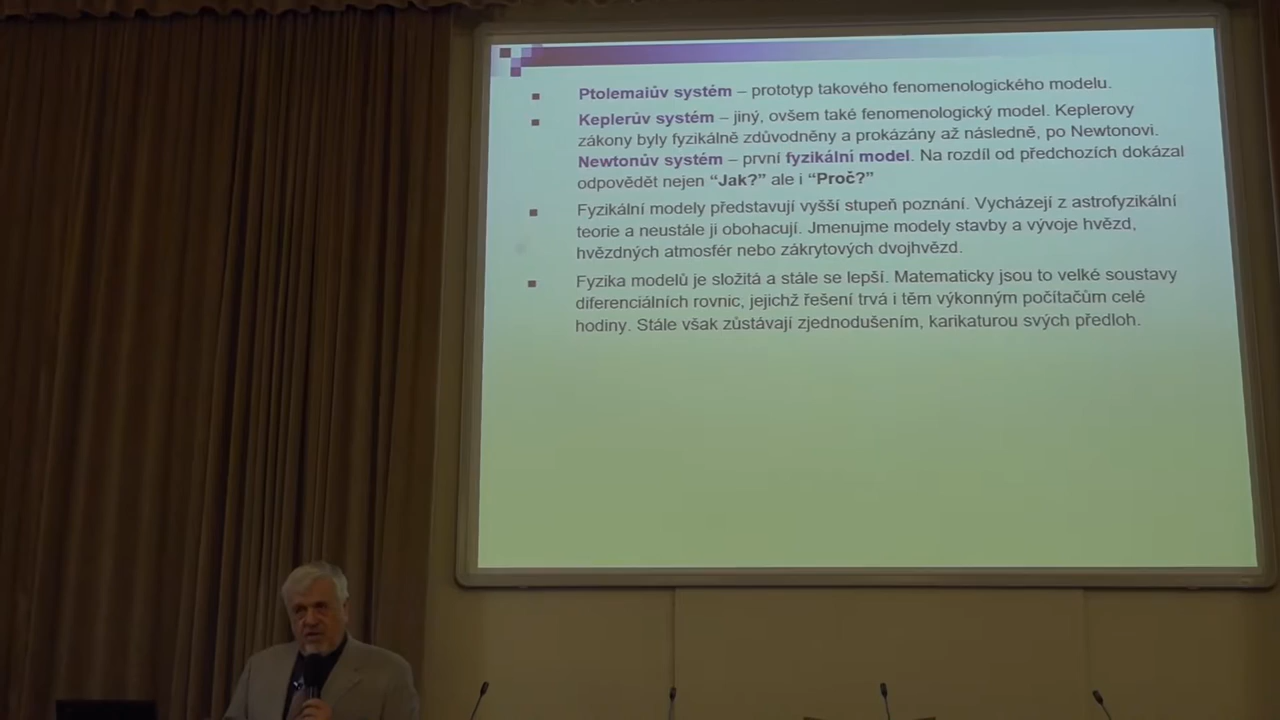 Ptolemaiův systém – prototyp takového fenomenologického modelu.
Keplerův systém – jiný, ovšem také fenomenologický model. Keplerovy
zákony byly fyzikálně zdůvodněny a prokázány až následně, po Newtonovi.
Newtonův systém – první fyzikální model. Na rozdíl od předchozích dokázal
odpovědět nejen “Jak?” ale i “Proč?”
Fyzikální modely představují vyšší stupeň poznání. Vycházejí z astrofyzikální
teorie a neustále ji obohacují. Jmenujme modely stavby a vývoje hvězd,
hvězdných atmosfér nebo zákrytových dvojhvězd.
Fyzika modelů je složitá a stále se lepší. Matematicky jsou to velké soustavy
diferenciálních rovnic, jejichž řešení trvá i těm výkonným počítačům celé
hodiny. Stále však zůstávají zjednodušením, karikaturou svých předloh.